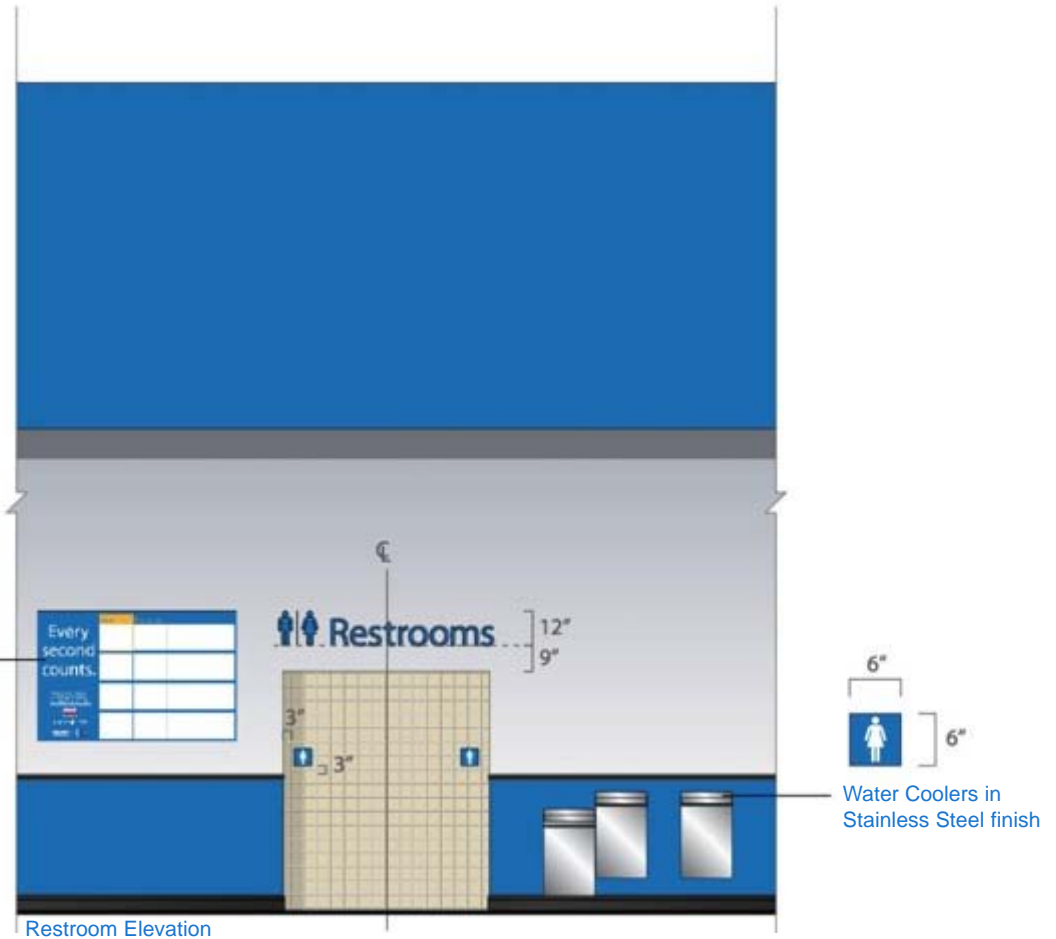 ℄
Every
second
counts.
Restrooms
12"
9"
3"
3"
6"
6"
Water Coolers in
Stainless Steel finish
Restroom Elevation